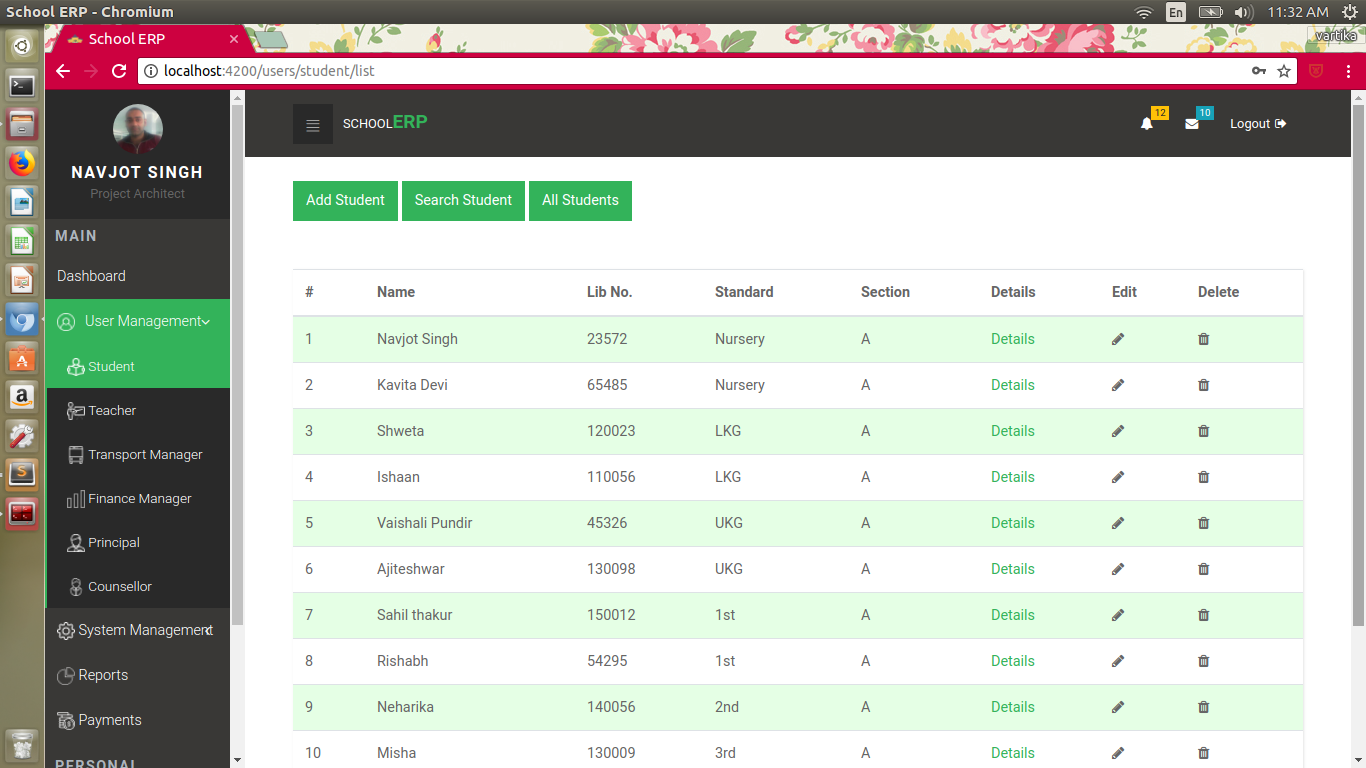 School ERP - Chromium
En
11:32 AM
School ERP
vartika
localhost:4200/users/student/list
NAVJOT SINGH
Project Architect
MAIN
Dashboard
User Management
Student
Teacher
Transport Manager
Finance Manager
Principal
Counsellor
System Management
Reports
Payments
PERSONAL
SCHOOLERP
12
10
Logout
Add Student Search Student All Students
# Name Lib No. Standard Section Details Edit Delete
1 Navjot Singh 23572 Nursery A Details
2 Kavita Devi 65485 Nursery A Details
3 Shweta 120023 LKG A Details
4 Ishaan 110056 LKG A Details
5 Vaishali Pundir 45326 UKG A Details
6 Ajiteshwar 130098 UKG A Details
7 Sahil thakur 150012 1st A Details
8 Rishabh 54295 1st A Details
9 Neharika 140056 2nd A Details
10 Misha 130009 3rd A Details